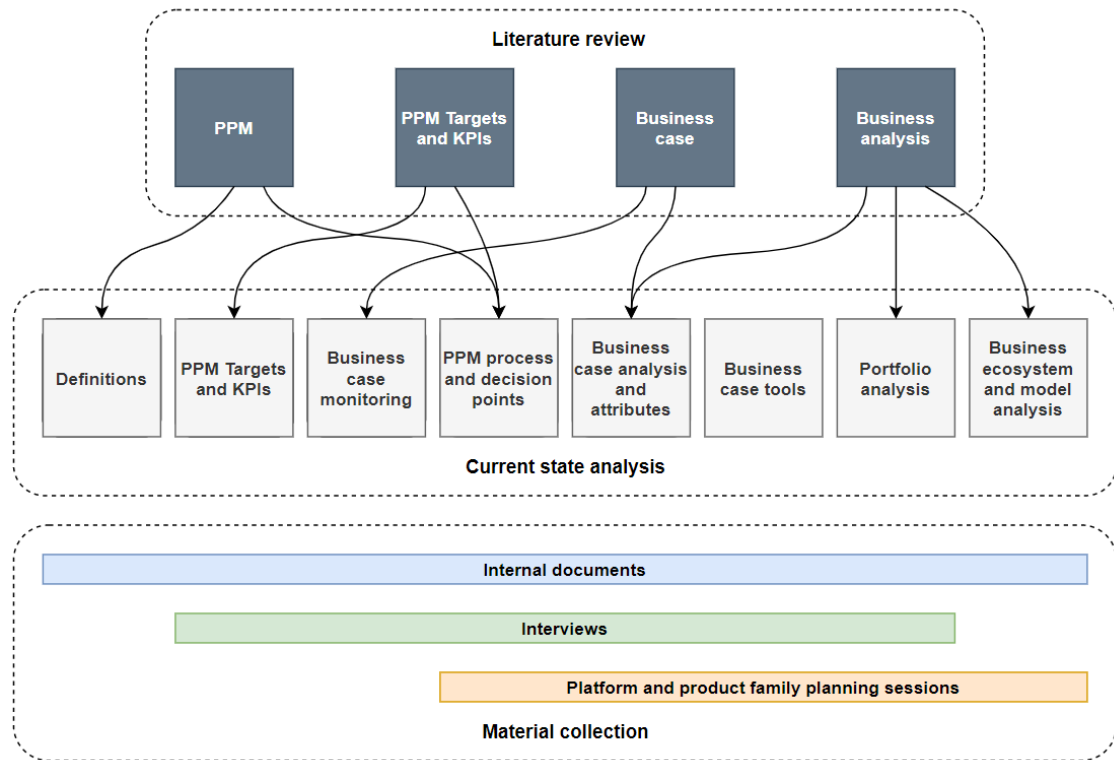 Literature review
PPM
PPM Targets
and KPIs
Business
case
Business
analysis
Definitions
PPM Targets
and KPIs
Business
case
monitoring
PPM process
and decision
points
Business
case analysis
and
attributes
Business
case tools
Portfolio
analysis
Business
ecosystem
and model
analysis
Current state analysis
Internal documents
Interviews
Platform and product family planning sessions
Material collection